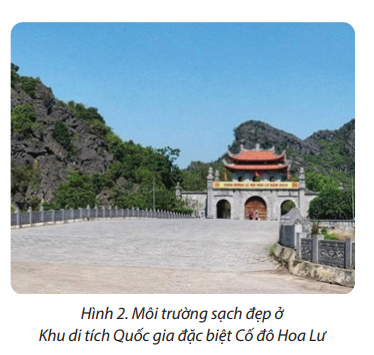 Hình 2. Môi trường sạch đẹp ở
Khu di tích Quốc gia đặc biệt Cố đô Hoa Lư